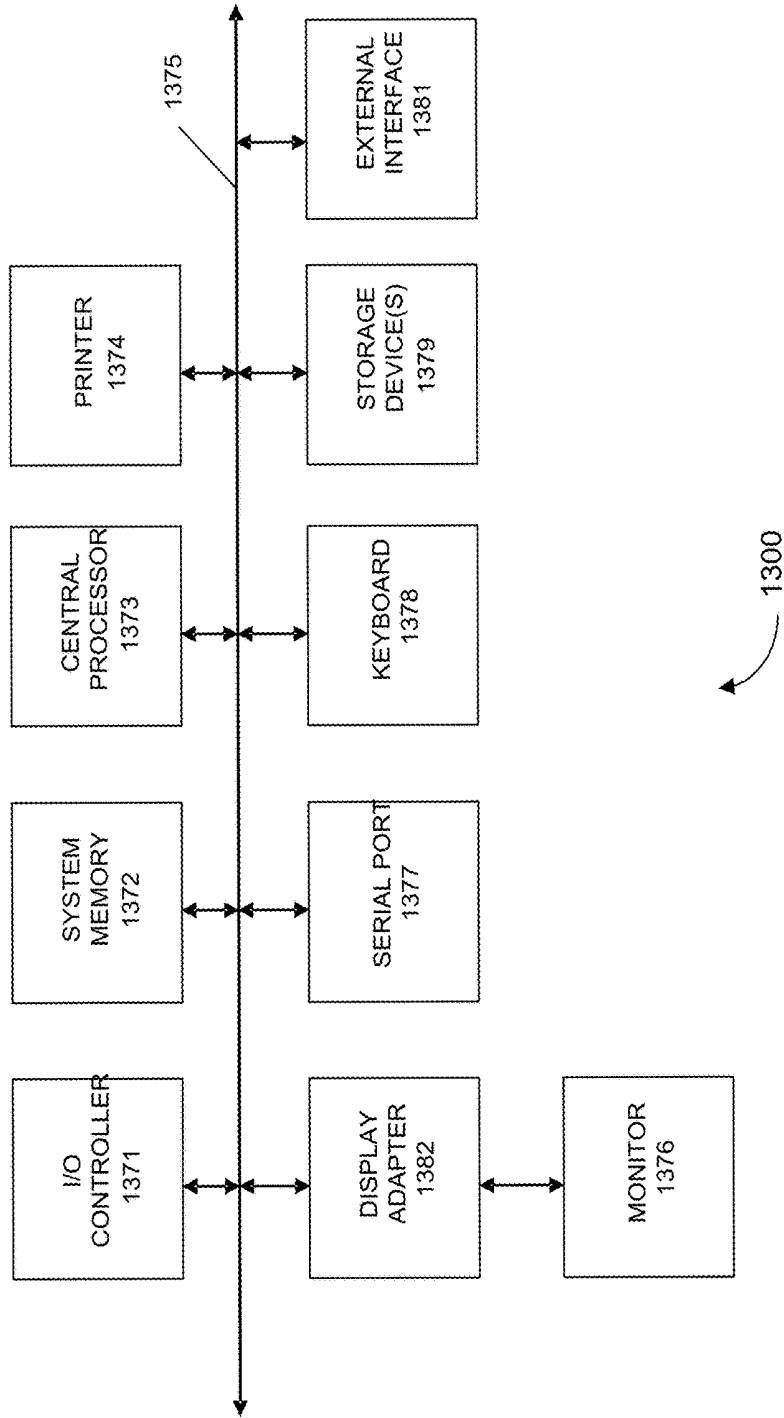 I/O
CONTROLLER
1371
SYSTEM
MEMORY
1372
CENTRAL
PROCESSOR
1373
PRINTER
1374
1375
DISPLAY
ADAPTER
1382
SERIAL PORT
1377
KEYBOARD
1378
STORAGE
DEVICE(S)
1379
EXTERNAL
INTERFACE
1381
MONITOR
1376
1300